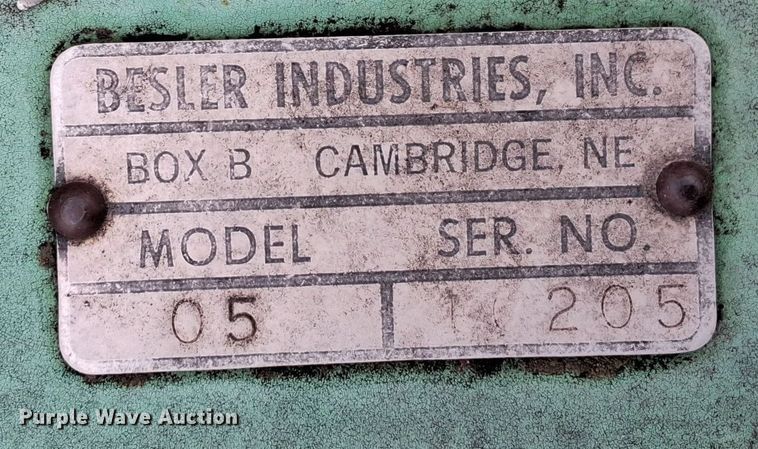 BESLER INDUSTRIES, INC.
BOX B CAMBRIDGE, NE
MODEL SER. NO.
05 205
Purple Wave Auction